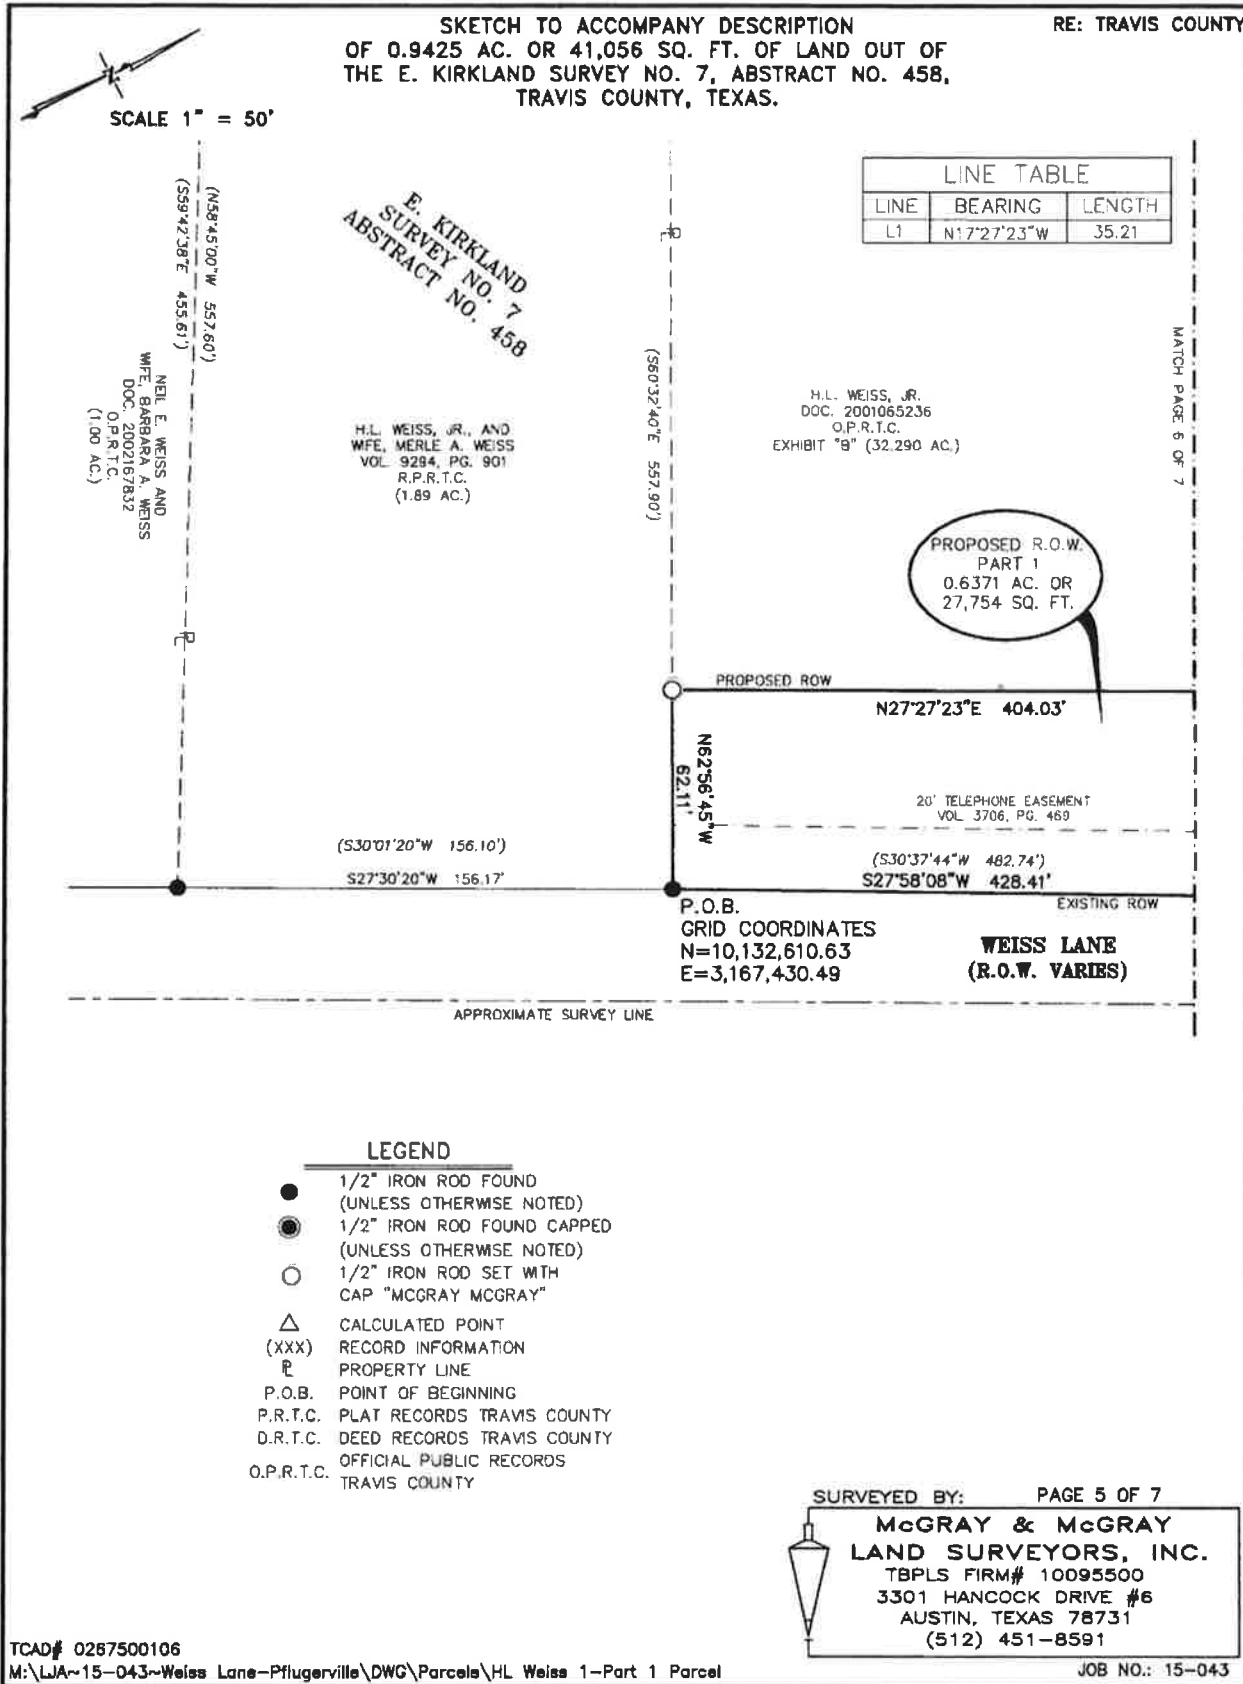 SKETCH TO ACCOMPANY DESCRIPTION
OF 0.9425 AC. OR 41,056 SQ. FT. OF LAND OUT OF
THE E. KIRKLAND SURVEY NO. 7, ABSTRACT NO. 458,
TRAVIS COUNTY, TEXAS.
RE: TRAVIS COUNTY
SCALE 1" = 50'
LINE TABLE
LINE BEARING LENGTH
L1 N17°27'23"W 35.21
(N58°45'00"W 557.60')
(S59°42'38"E 455.61')
E. KIRKLAND
SURVEY NO. 7
ABSTRACT NO. 458
NEIL E. WEISS AND
WIFE, BARBARA A. WEISS
DOC. 2002167832
O.P.R.T.C.
(1.00 AC.)
H.L. WEISS, JR., AND
WIFE, MERLE A. WEISS
VOL. 9294, PG. 901
R.P.R.T.C.
(1.89 AC.)
(S60°32'40"E 557.90')
H.L. WEISS, JR.
DOC. 2001065236
O.P.R.T.C.
EXHIBIT "B" (32.290 AC.)
MATCH PAGE 6 OF 7
PROPOSED R.O.W.
PART 1
0.6371 AC. OR
27,754 SQ. FT.
PROPOSED ROW
N27°27'23"E 404.03'
N62°56'45"W
62.11'
20' TELEPHONE EASEMENT
VOL. 3706, PG. 469
(S30°01'20"W 156.10')
S27°30'20"W 156.17'
(S30°37'44"W 482.74')
S27°58'08"W 428.41'
EXISTING ROW
P.O.B.
GRID COORDINATES
N=10,132,610.63
E=3,167,430.49
WEISS LANE
(R.O.W. VARIES)
APPROXIMATE SURVEY LINE
LEGEND
1/2" IRON ROD FOUND
(UNLESS OTHERWISE NOTED)
1/2" IRON ROD FOUND CAPPED
(UNLESS OTHERWISE NOTED)
1/2" IRON ROD SET WITH
CAP "MCGRAY MCGRAY"
CALCULATED POINT
(XXX) RECORD INFORMATION
PL PROPERTY LINE
P.O.B. POINT OF BEGINNING
P.R.T.C. PLAT RECORDS TRAVIS COUNTY
D.R.T.C. DEED RECORDS TRAVIS COUNTY
O.P.R.T.C. OFFICIAL PUBLIC RECORDS
TRAVIS COUNTY
SURVEYED BY: PAGE 5 OF 7
McGRAY & McGRAY
LAND SURVEYORS, INC.
TBPLS FIRM# 10095500
3301 HANCOCK DRIVE #6
AUSTIN, TEXAS 78731
(512) 451-8591
TCAD# 0267500106
M:\LJA~15-043~Weiss Lane-Pflugerville\DWG\Parcels\HL Weiss 1-Part 1 Parcel
JOB NO.: 15-043